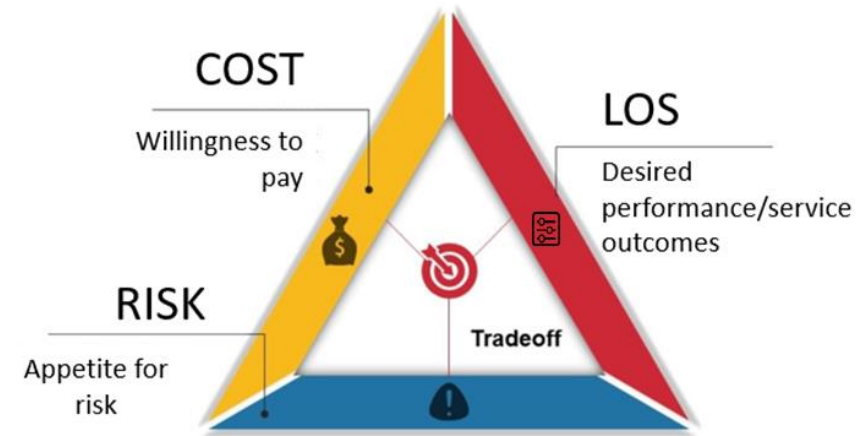 COST
Willingness to
pay
LOS
Desired
performance/service
outcomes
RISK
Appetite for
risk
Tradeoff
$
!